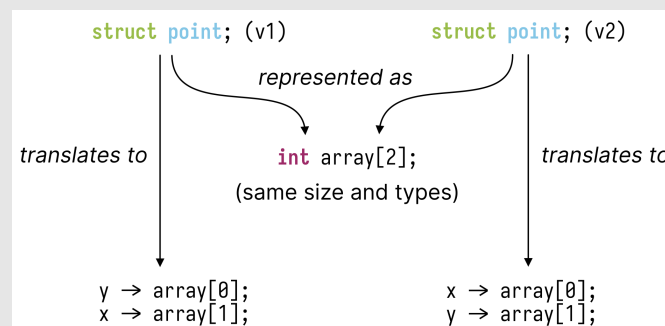 struct point; (v1)
struct point; (v2)
represented as
translates to
int array[2];
translates to
(same size and types)
y → array[0];
x → array[1];
x → array[0];
y → array[1];